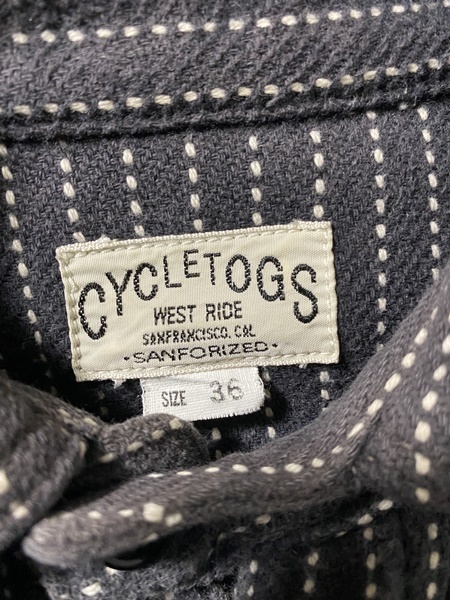 CYCLETOGS
WEST RIDE
SANFRANCISCO. CAL
•SANFORIZED•
SIZE 36